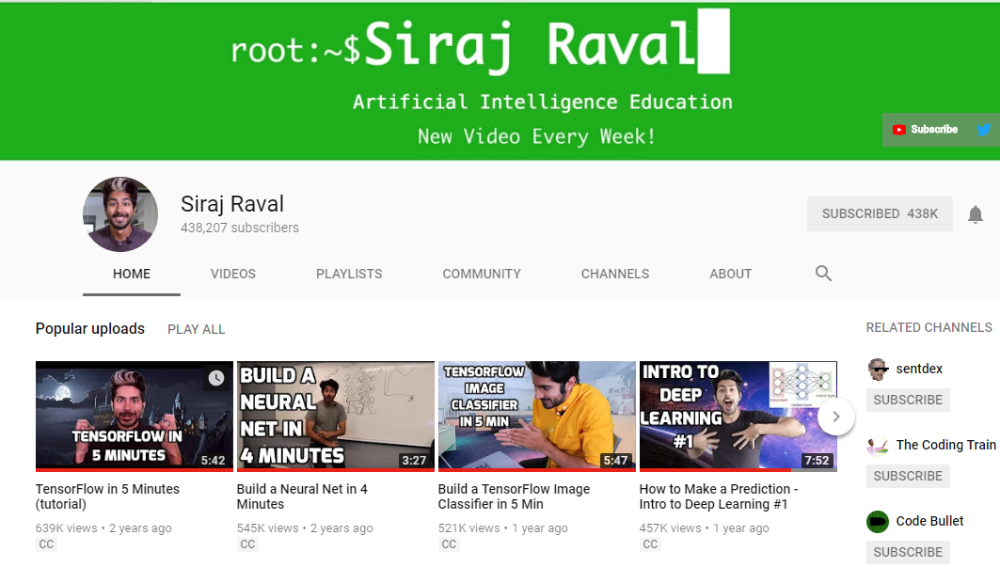 root:~$Siraj Raval
Artificial Intelligence Education
New Video Every Week!
Subscribe
Siraj Raval
438,207 subscribers
SUBSCRIBED 438K
HOME VIDEOS PLAYLISTS COMMUNITY CHANNELS ABOUT
Popular uploads PLAY ALL
TENSORFLOW IN
5 MINUTES
5:42
TensorFlow in 5 Minutes
(tutorial)
639K views • 2 years ago
CC
BUILD A
NEURAL
NET IN
4 MINUTES
3:27
Build a Neural Net in 4
Minutes
545K views • 2 years ago
CC
TENSORFLOW
IMAGE
CLASSIFIER
IN 5 MIN
5:47
Build a TensorFlow Image
Classifier in 5 Min
521K views • 1 year ago
CC
INTRO TO
DEEP
LEARNING
#1
7:52
How to Make a Prediction -
Intro to Deep Learning #1
457K views • 1 year ago
CC
RELATED CHANNELS
sentdex
SUBSCRIBE
The Coding Train
SUBSCRIBE
Code Bullet
SUBSCRIBE